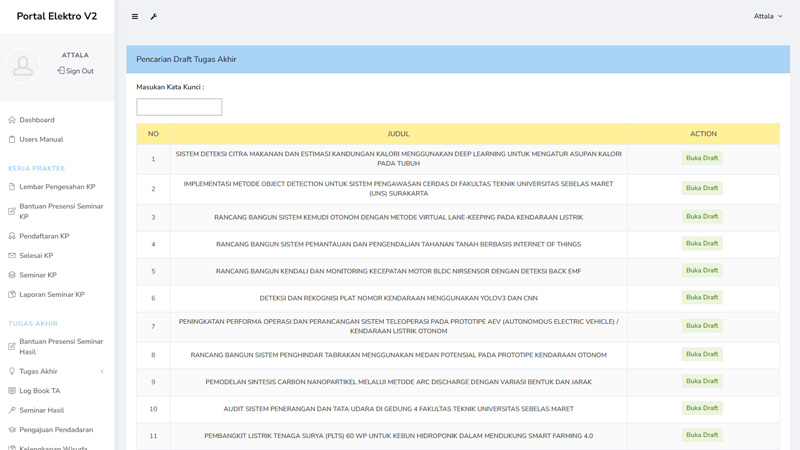 Portal Elektro V2
Attala
ATTALA
Sign Out
Dashboard
Users Manual
KERJA PRAKTEK
Lembar Pengesahan KP
Bantuan Presensi Seminar
KP
Pendaftaran KP
Selesai KP
Seminar KP
Laporan Seminar KP
TUGAS AKHIR
Bantuan Presensi Seminar
Hasil
Tugas Akhir
Log Book TA
Seminar Hasil
Pengajuan Pendadaran
Kelengkapan Wisuda
Pencarian Draft Tugas Akhir
Masukan Kata Kunci :
NO JUDUL ACTION
1 SISTEM DETEKSI CITRA MAKANAN DAN ESTIMASI KANDUNGAN KALORI MENGGUNAKAN DEEP LEARNING UNTUK MENGATUR ASUPAN KALORI
PADA TUBUH Buka Draft
2 IMPLEMENTASI METODE OBJECT DETECTION UNTUK SISTEM PENGAWASAN CERDAS DI FAKULTAS TEKNIK UNIVERSITAS SEBELAS MARET
(UNS) SURAKARTA Buka Draft
3 RANCANG BANGUN SISTEM KEMUDI OTONOM DENGAN METODE VIRTUAL LANE-KEEPING PADA KENDARAAN LISTRIK Buka Draft
4 RANCANG BANGUN SISTEM PEMANTAUAN DAN PENGENDALIAN TAHANAN TANAH BERBASIS INTERNET OF THINGS Buka Draft
5 RANCANG BANGUN KENDALI DAN MONITORING KECEPATAN MOTOR BLDC NIRSENSOR DENGAN DETEKSI BACK EMF Buka Draft
6 DETEKSI DAN REKOGNISI PLAT NOMOR KENDARAAN MENGGUNAKAN YOLOV3 DAN CNN Buka Draft
7 PENINGKATAN PERFORMA OPERASI DAN PERANCANGAN SISTEM TELEOPERASI PADA PROTOTIPE AEV (AUTONOMOUS ELECTRIC VEHICLE) /
KENDARAAN LISTRIK OTONOM Buka Draft
8 RANCANG BANGUN SISTEM PENGHINDAR TABRAKAN MENGGUNAKAN MEDAN POTENSIAL PADA PROTOTIPE KENDARAAN OTONOM Buka Draft
9 PEMODELAN SINTESIS CARBON NANOPARTIKEL MELALUI METODE ARC DISCHARGE DENGAN VARIASI BENTUK DAN JARAK Buka Draft
10 AUDIT SISTEM PENERANGAN DAN TATA UDARA DI GEDUNG 4 FAKULTAS TEKNIK UNIVERSITAS SEBELAS MARET Buka Draft
11 PEMBANGKIT LISTRIK TENAGA SURYA (PLTS) 60 WP UNTUK KEBUN HIDROPONIK DALAM MENDUKUNG SMART FARMING 4.0 Buka Draft